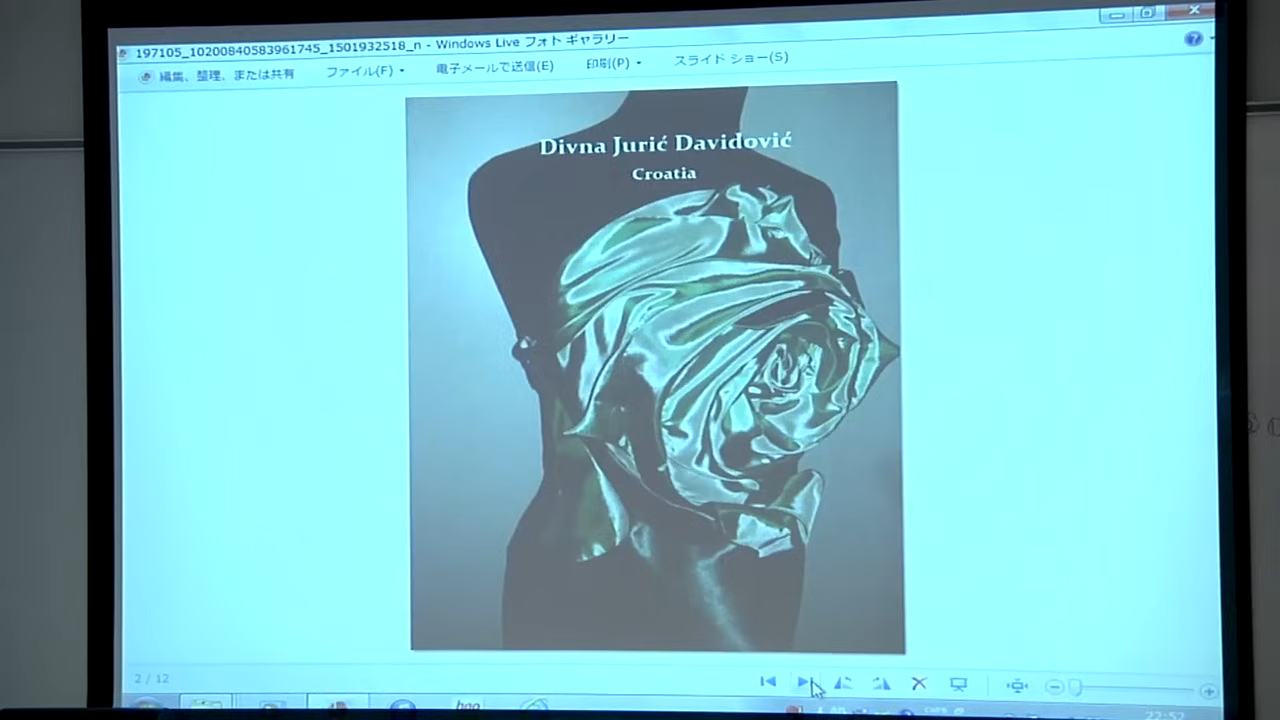 197105_10200840583961745_1501932518_n - Windows Live フォト ギャラリー
編集、整理、または共有 ファイル(F) 電子メールで送信(E) 印刷(P) スライド ショー(S)
Divna Jurić Davidović
Croatia
2 / 12
22:52